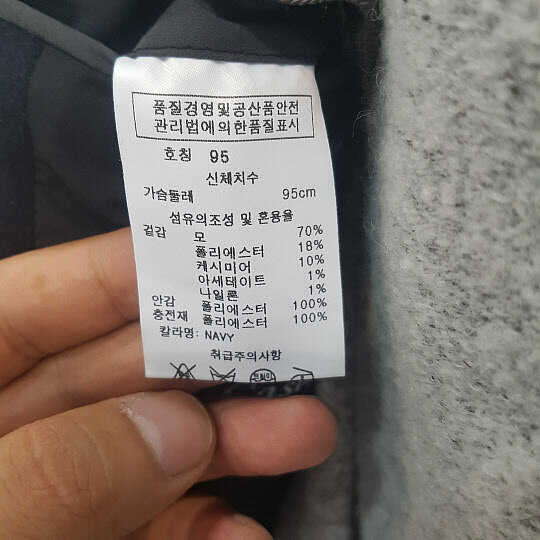 품질경영및공산품안전
관리법에의한품질표시
호칭 95
신체치수
가슴둘레 95cm
섬유의조성 및 혼용율
겉감 모 70%
폴리에스터 18%
케시미어 10%
아세테이트 1%
나일론 1%
안감 폴리에스터 100%
충전재 폴리에스터 100%
칼라명: NAVY
취급주의사항